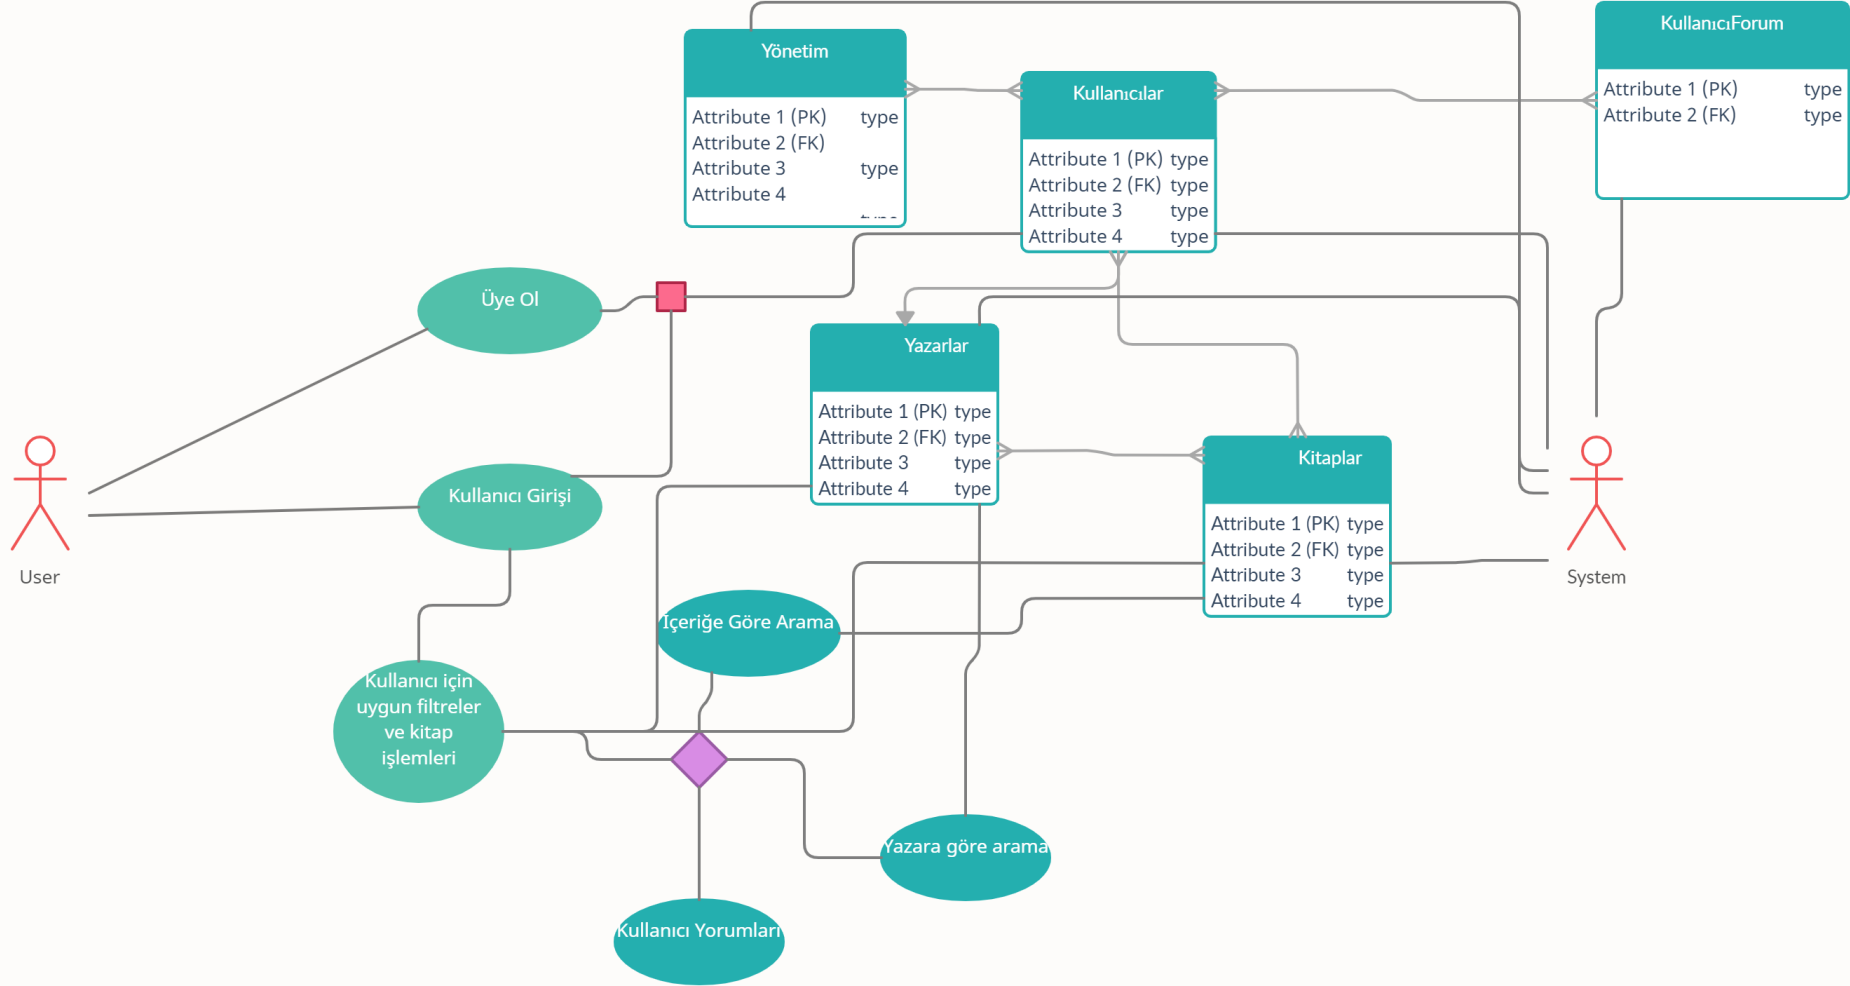 Yönetim
Attribute 1 (PK) type
Attribute 2 (FK)
Attribute 3 type
Attribute 4
Kullanıcılar
Attribute 1 (PK) type
Attribute 2 (FK) type
Attribute 3 type
Attribute 4 type
KullanıcıForum
Attribute 1 (PK) type
Attribute 2 (FK) type
Üye Ol
Yazarlar
Attribute 1 (PK) type
Attribute 2 (FK) type
Attribute 3 type
Attribute 4 type
Kullanıcı Girişi
Kitaplar
Attribute 1 (PK) type
Attribute 2 (FK) type
Attribute 3 type
Attribute 4 type
User
System
İçeriğe Göre Arama
Kullanıcı için
uygun filtreler
ve kitap
işlemleri
Yazara göre arama
Kullanıcı Yorumları